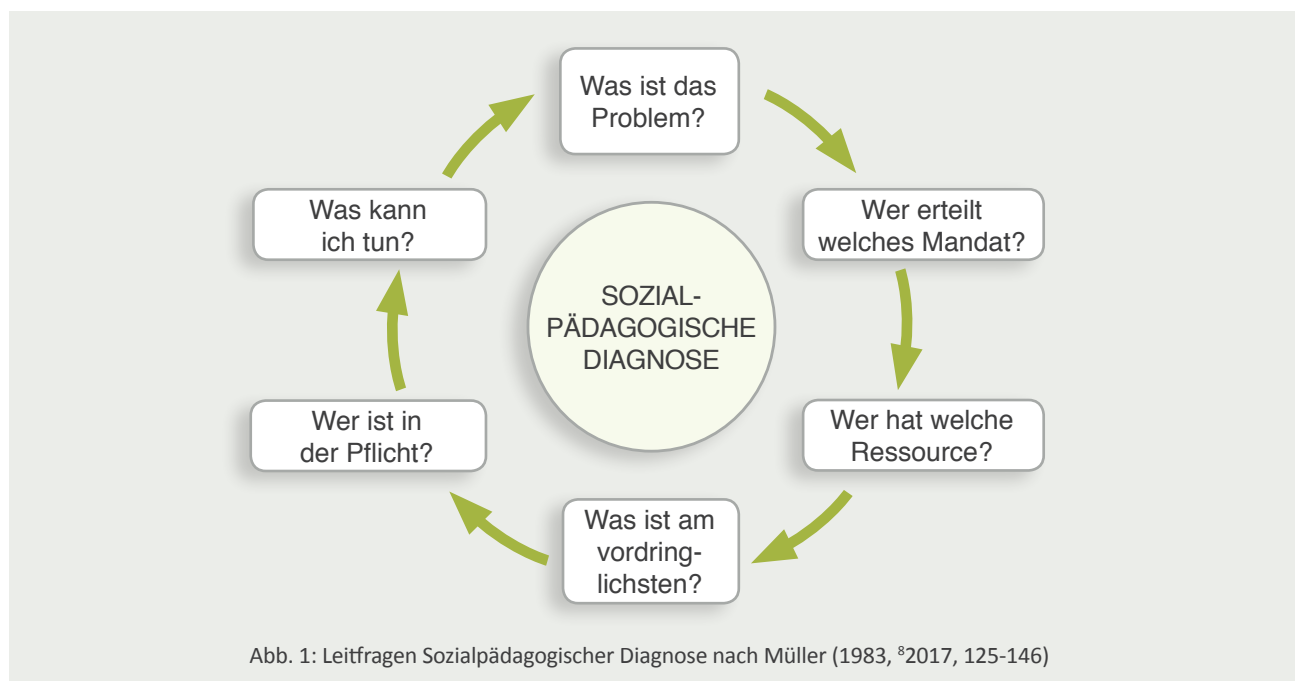 Was ist das
Problem?
Wer erteilt
welches Mandat?
Wer hat welche
Ressource?
Was ist am
vordring-
lichsten?
Wer ist in
der Pflicht?
Was kann
ich tun?
SOZIAL-
PÄDAGOGISCHE
DIAGNOSE
Abb. 1: Leitfragen Sozialpädagogischer Diagnose nach Müller (1983, ⁸2017, 125-146)